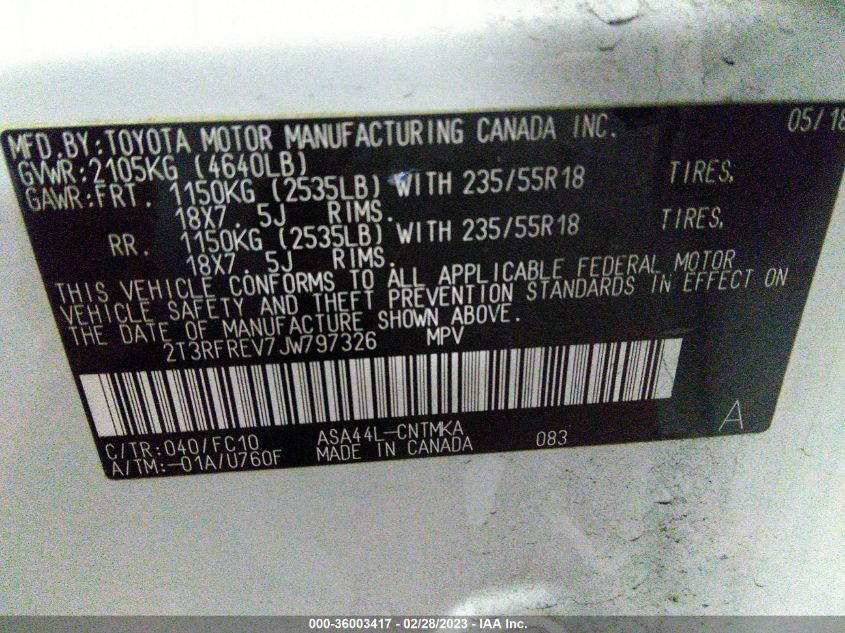 MFD. BY: TOYOTA MOTOR MANUFACTURING CANADA INC. 05/18
GVWR: 2105KG (4640LB)
GAWR: FRT. 1150KG (2535LB) WITH 235/55R18 TIRES,
18X7. 5J RIMS.
RR. 1150KG (2535LB) WITH 235/55R18 TIRES,
18X7. 5J RIMS.
THIS VEHICLE CONFORMS TO ALL APPLICABLE FEDERAL MOTOR
VEHICLE SAFETY AND THEFT PREVENTION STANDARDS IN EFFECT ON
THE DATE OF MANUFACTURE SHOWN ABOVE.
2T3RFREV7JW797326 MPV
C/TR: 040/FC10 ASA44L-CNTMKA 083 A
A/TM: -01A/U760F MADE IN CANADA
000-36003417 - 02/28/2023 - IAA Inc.